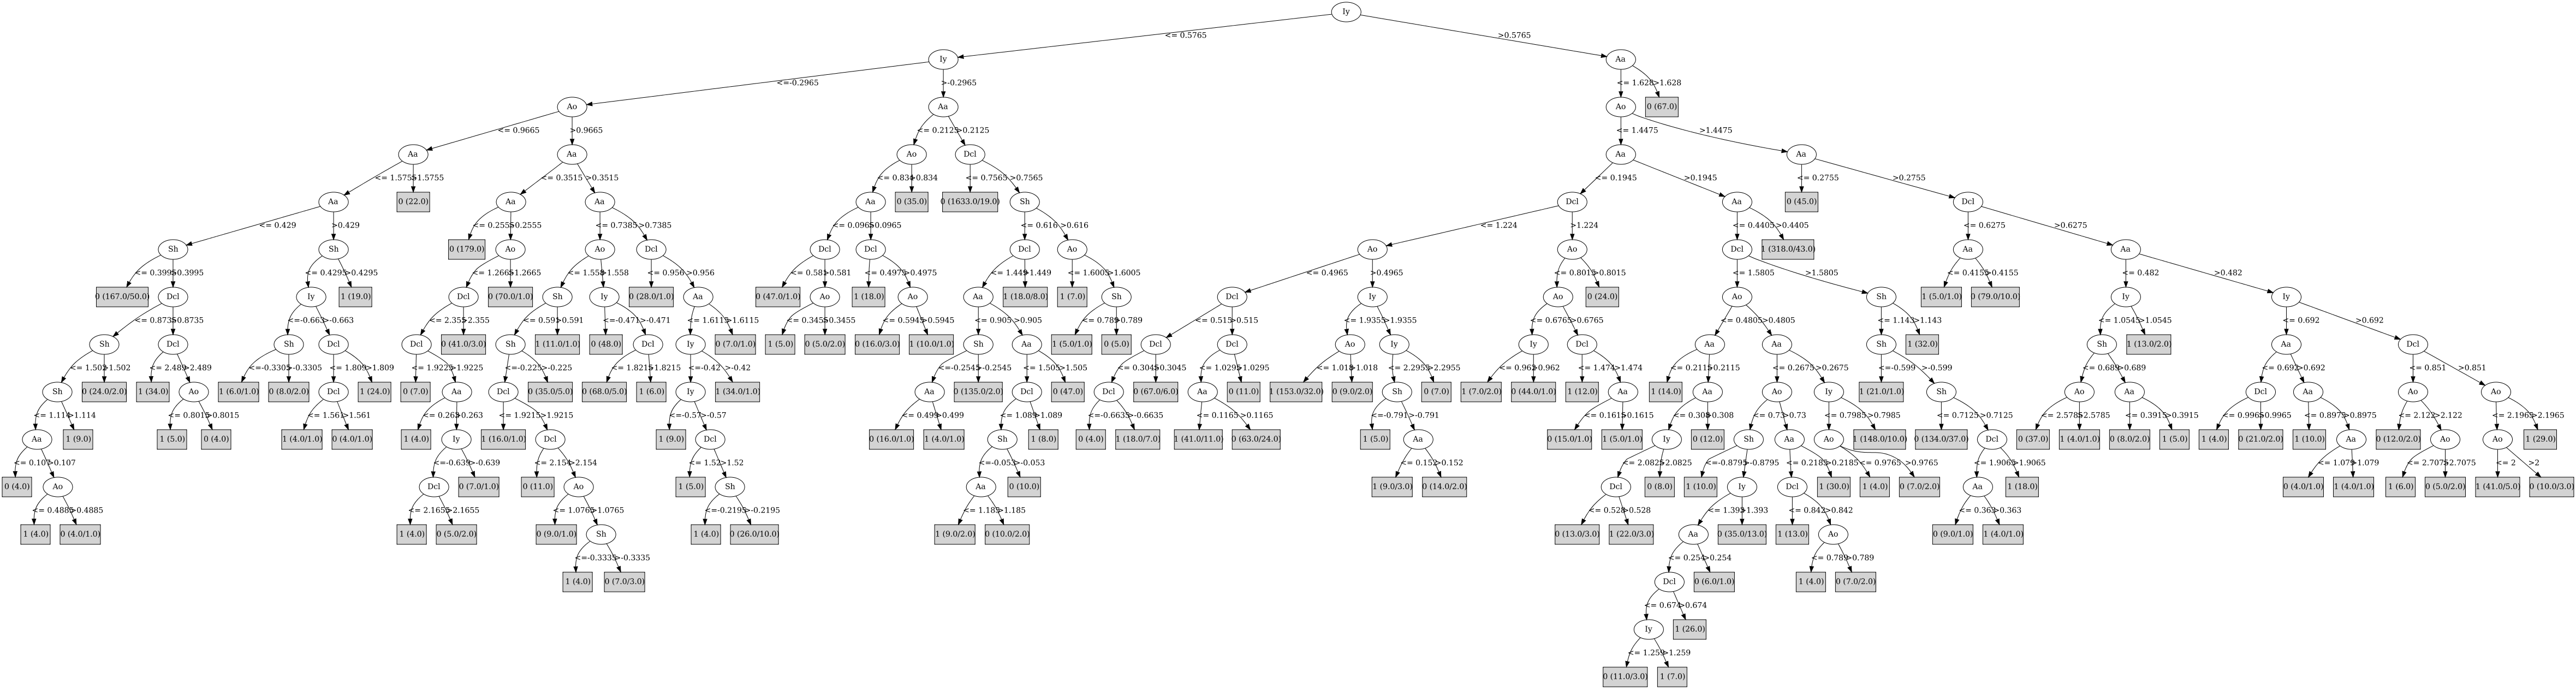 Iy
<= 0.5765 >0.5765
Iy Aa
<=-0.2965 >-0.2965 <= 1.628 >1.628
Ao Aa Ao 0 (67.0)
<= 0.9665 >0.9665 <= 0.2125 >0.2125 <= 1.4475 >1.4475
Aa Aa Ao Dcl Aa Aa
<= 1.5755 >1.5755 <= 0.3515 >0.3515 <= 0.834 >0.834 <= 0.7565 >0.7565 <= 0.1945 >0.1945 <= 0.2755 >0.2755
Aa 0 (22.0) Aa Aa Aa 0 (35.0) 0 (1633.0/19.0) Sh Dcl Aa 0 (45.0) Dcl
<= 0.429 >0.429 <= 0.2555 >0.2555 <= 0.7385 >0.7385 <= 0.0965 >0.0965 <= 0.616 >0.616 <= 1.224 >1.224 <= 0.4405 >0.4405 <= 0.6275 >0.6275
Sh Sh 0 (179.0) Ao Ao Dcl Dcl Dcl Dcl Ao Ao Ao Dcl 1 (318.0/43.0) Aa Aa
<= 0.3995 >0.3995 <= 0.4295 >0.4295 <= 1.2665 >1.2665 <= 1.558 >1.558 <= 0.956 >0.956 <= 0.581 >0.581 <= 0.4975 >0.4975 <= 1.449 >1.449 <= 1.6005 >1.6005 <= 0.4965 >0.4965 <= 0.8015 >0.8015 <= 1.5805 >1.5805 <= 0.4155 >0.4155 <= 0.482 >0.482
0 (167.0/50.0) Dcl Iy 1 (19.0) Dcl 0 (70.0/1.0) Sh Iy 0 (28.0/1.0) Aa 0 (47.0/1.0) Ao 1 (18.0) Ao Aa 1 (18.0/8.0) 1 (7.0) Sh Dcl Iy Ao 0 (24.0) Ao Sh 1 (5.0/1.0) 0 (79.0/10.0) Iy Iy
<= 0.8735 >0.8735 <=-0.663 >-0.663 <= 2.355 >2.355 <= 0.591 >0.591 <=-0.471 >-0.471 <= 1.6115 >1.6115 <= 0.3455 >0.3455 <= 0.5945 >0.5945 <= 0.905 >0.905 <= 0.789 >0.789 <= 0.515 >0.515 <= 1.9355 >1.9355 <= 0.6765 >0.6765 <= 0.4805 >0.4805 <= 1.143 >1.143 <= 1.0545 >1.0545 <= 0.692 >0.692
Sh Dcl Sh Dcl Dcl 0 (41.0/3.0) Sh 1 (11.0/1.0) 0 (48.0) Dcl Iy 0 (7.0/1.0) 1 (5.0) 0 (5.0/2.0) 0 (16.0/3.0) 1 (10.0/1.0) Sh Aa 1 (5.0/1.0) 0 (5.0) Dcl Dcl Ao Iy Iy Dcl Aa Aa Sh 1 (32.0) Sh 1 (13.0/2.0) Aa Dcl
<= 1.502 >1.502 <= 2.489 >2.489 <=-0.3305 >-0.3305 <= 1.809 >1.809 <= 1.9225 >1.9225 <=-0.225 >-0.225 <= 1.8215 >1.8215 <=-0.42 >-0.42 <=-0.2545 >-0.2545 <= 1.505 >1.505 <= 0.3045 >0.3045 <= 1.0295 >1.0295 <= 1.018 >1.018 <= 2.2955 >2.2955 <= 0.962 >0.962 <= 1.474 >1.474 <= 0.2115 >0.2115 <= 0.2675 >0.2675 <=-0.599 >-0.599 <= 0.689 >0.689 <= 0.692 >0.692 <= 0.851 >0.851
Sh 0 (24.0/2.0) 1 (34.0) Ao 1 (6.0/1.0) 0 (8.0/2.0) Dcl 1 (24.0) 0 (7.0) Aa Dcl 0 (35.0/5.0) 0 (68.0/5.0) 1 (6.0) Iy 1 (34.0/1.0) Aa 0 (135.0/2.0) Dcl 0 (47.0) Dcl 0 (67.0/6.0) Aa 0 (11.0) 1 (153.0/32.0) 0 (9.0/2.0) Sh 0 (7.0) 1 (7.0/2.0) 0 (44.0/1.0) 1 (12.0) Aa 1 (14.0) Aa Ao Iy 1 (21.0/1.0) Sh Ao Aa Dcl Aa Ao Ao
<= 1.114 >1.114 <= 0.8015 >0.8015 <= 1.561 >1.561 <= 0.263 >0.263 <= 1.9215 >1.9215 <=-0.57 >-0.57 <= 0.499 >0.499 <= 1.089 >1.089 <=-0.6635 >-0.6635 <= 0.1165 >0.1165 <=-0.791 >-0.791 <= 0.1615 >0.1615 <= 0.308 >0.308 <= 0.73 >0.73 <= 0.7985 >0.7985 <= 0.7125 >0.7125 <= 2.5785 >2.5785 <= 0.3915 >0.3915 <= 0.9965 >0.9965 <= 0.8975 >0.8975 <= 2.122 >2.122 <= 2.1965 >2.1965
Aa 1 (9.0) 1 (5.0) 0 (4.0) 1 (4.0/1.0) 0 (4.0/1.0) 1 (4.0) Iy 1 (16.0/1.0) Dcl 1 (9.0) Dcl 0 (16.0/1.0) 1 (4.0/1.0) Sh 1 (8.0) 0 (4.0) 1 (18.0/7.0) 1 (41.0/11.0) 0 (63.0/24.0) 1 (5.0) Aa 0 (15.0/1.0) 1 (5.0/1.0) Iy 0 (12.0) Sh Aa Ao 1 (148.0/10.0) 0 (134.0/37.0) Dcl 0 (37.0) 1 (4.0/1.0) 0 (8.0/2.0) 1 (5.0) 1 (4.0) 0 (21.0/2.0) 1 (10.0) Aa 0 (12.0/2.0) Ao Ao 1 (29.0)
<= 0.107 >0.107 <=-0.639 >-0.639 <= 2.154 >2.154 <= 1.52 >1.52 <=-0.053 >-0.053 <= 0.152 >0.152 <= 2.0825 >2.0825 <=-0.8795 >-0.8795 <= 0.2185 >0.2185 <= 0.9765 >0.9765 <= 1.9065 >1.9065 <= 1.079 >1.079 <= 2.7075 >2.7075 <= 2 >2
0 (4.0) Ao Dcl 0 (7.0/1.0) 0 (11.0) Ao 1 (5.0) Sh Aa 0 (10.0) 1 (9.0/3.0) 0 (14.0/2.0) Dcl 0 (8.0) 1 (10.0) Iy Dcl 1 (30.0) 1 (4.0) 0 (7.0/2.0) Aa 1 (18.0) 0 (4.0/1.0) 1 (4.0/1.0) 1 (6.0) 0 (5.0/2.0) 1 (41.0/5.0) 0 (10.0/3.0)
<= 0.4885 >0.4885 <= 2.1655 >2.1655 <= 1.0765 >1.0765 <=-0.2195 >-0.2195 <= 1.185 >1.185 <= 0.528 >0.528 <= 1.393 >1.393 <= 0.842 >0.842 <= 0.363 >0.363
1 (4.0) 0 (4.0/1.0) 1 (4.0) 0 (5.0/2.0) 0 (9.0/1.0) Sh 1 (4.0) 0 (26.0/10.0) 1 (9.0/2.0) 0 (10.0/2.0) 0 (13.0/3.0) 1 (22.0/3.0) Aa 0 (35.0/13.0) 1 (13.0) Ao 0 (9.0/1.0) 1 (4.0/1.0)
<=-0.3335 >-0.3335 <= 0.254 >0.254 <= 0.789 >0.789
1 (4.0) 0 (7.0/3.0) Dcl 0 (6.0/1.0) 1 (4.0) 0 (7.0/2.0)
<= 0.674 >0.674
Iy 1 (26.0)
<= 1.259 >1.259
0 (11.0/3.0) 1 (7.0)